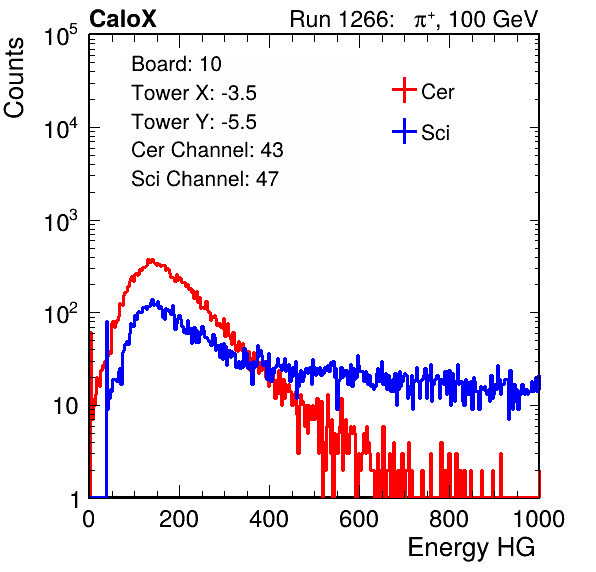 CaloX Run 1266: π⁺, 100 GeV
Counts
Board: 10
Tower X: -3.5
Tower Y: -5.5
Cer Channel: 43
Sci Channel: 47
Cer
Sci
10⁵
10⁴
10³
10²
10
1
0 200 400 600 800 1000
Energy HG